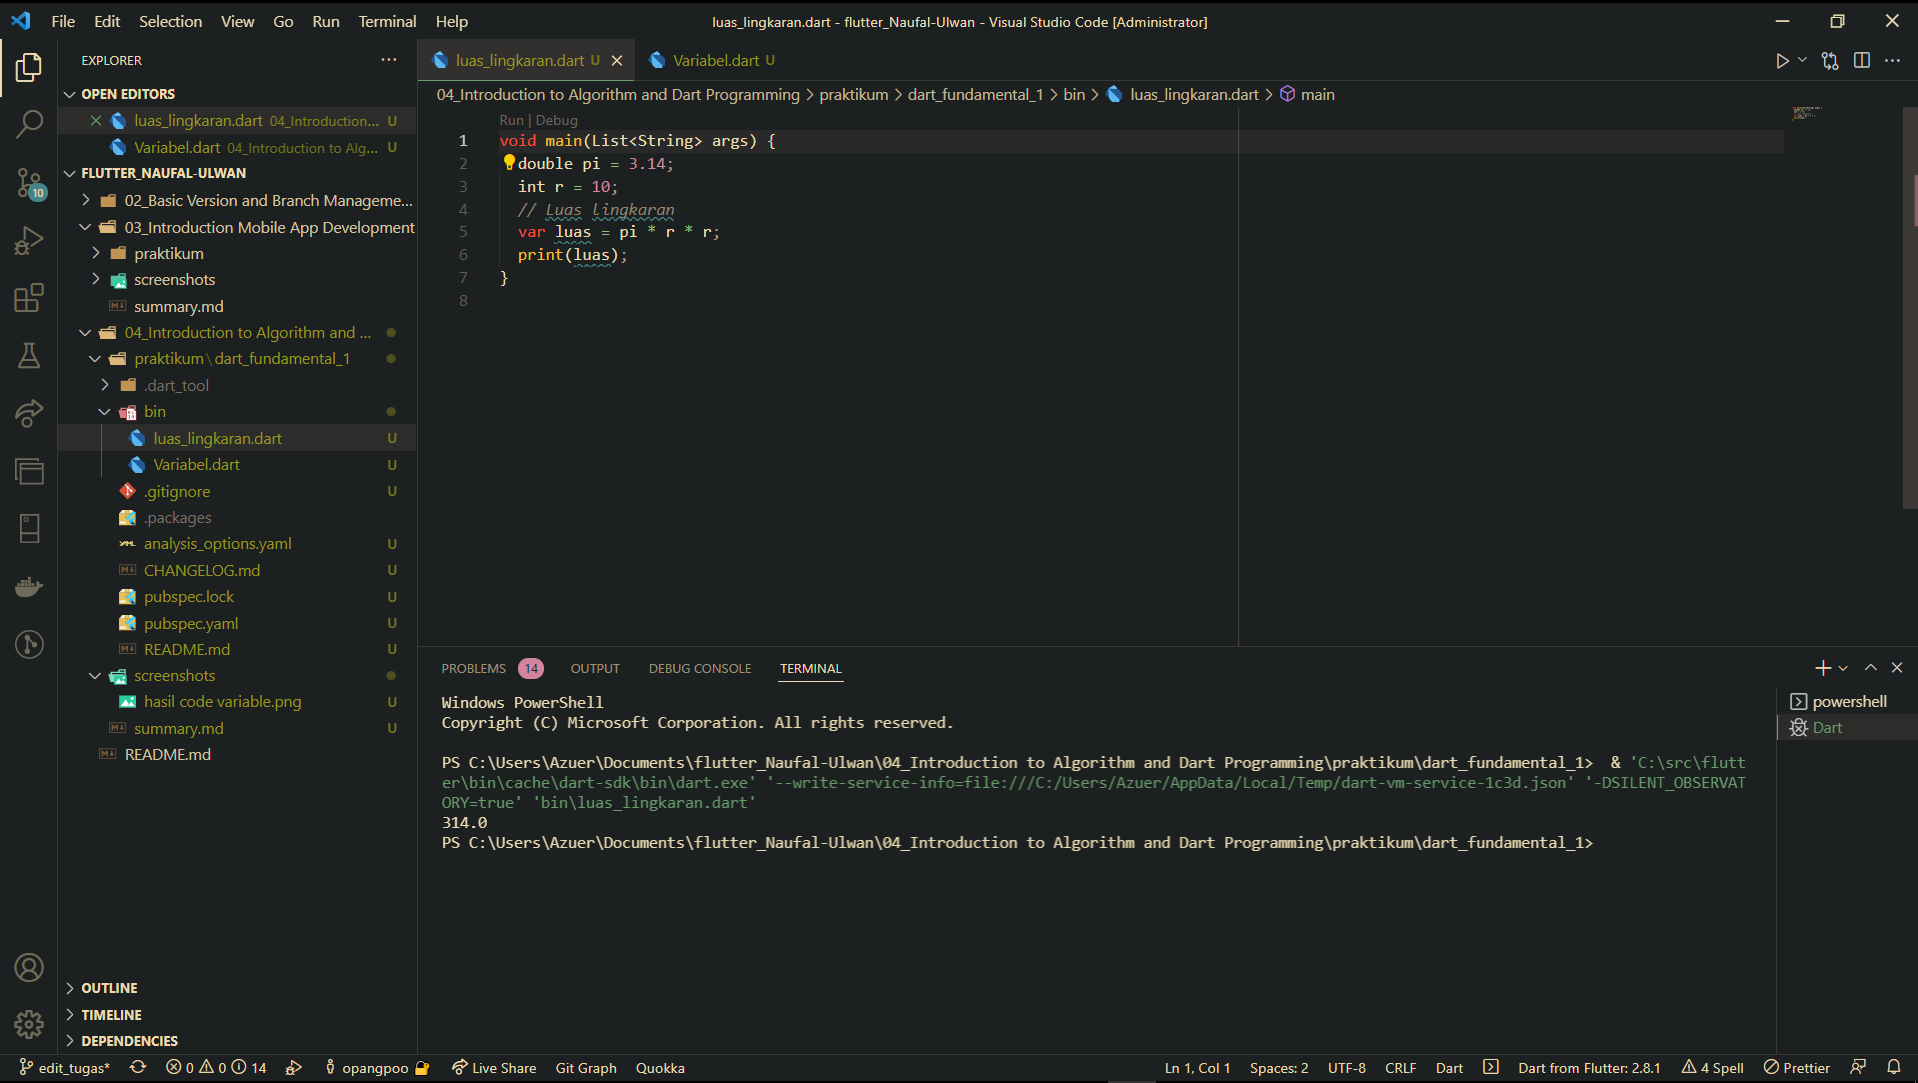 File Edit Selection View Go Run Terminal Help
luas_lingkaran.dart - flutter_Naufal-Ulwan - Visual Studio Code [Administrator]
EXPLORER
OPEN EDITORS
luas_lingkaran.dart 04_Introduction... U
Variabel.dart 04_Introduction to Alg... U
FLUTTER_NAUFAL-ULWAN
02_Basic Version and Branch Manageme...
03_Introduction Mobile App Development
praktikum
screenshots
summary.md
04_Introduction to Algorithm and ...
praktikum\dart_fundamental_1
.dart_tool
bin
luas_lingkaran.dart U
Variabel.dart U
.gitignore U
.packages
analysis_options.yaml U
CHANGELOG.md U
pubspec.lock U
pubspec.yaml U
README.md U
screenshots
hasil code variable.png U
summary.md U
README.md
OUTLINE
TIMELINE
DEPENDENCIES
10
luas_lingkaran.dart U Variabel.dart U
04_Introduction to Algorithm and Dart Programming > praktikum > dart_fundamental_1 > bin > luas_lingkaran.dart > main
Run | Debug
1 void main(List<String> args) {
2 double pi = 3.14;
3 int r = 10;
4 // Luas lingkaran
5 var luas = pi * r * r;
6 print(luas);
7 }
8
PROBLEMS 14 OUTPUT DEBUG CONSOLE TERMINAL
Windows PowerShell
Copyright (C) Microsoft Corporation. All rights reserved.
PS C:\Users\Azuer\Documents\flutter_Naufal-Ulwan\04_Introduction to Algorithm and Dart Programming\praktikum\dart_fundamental_1>  & 'C:\src\flutt
er\bin\cache\dart-sdk\bin\dart.exe' '--write-service-info=file:///C:/Users/Azuer/AppData/Local/Temp/dart-vm-service-1c3d.json' '-DSILENT_OBSERVAT
ORY=true' 'bin\luas_lingkaran.dart'
314.0
PS C:\Users\Azuer\Documents\flutter_Naufal-Ulwan\04_Introduction to Algorithm and Dart Programming\praktikum\dart_fundamental_1>
powershell
Dart
edit_tugas* 0 0 14 opangpoo Live Share Git Graph Quokka Ln 1, Col 1 Spaces: 2 UTF-8 CRLF Dart Dart from Flutter: 2.8.1 4 Spell Prettier